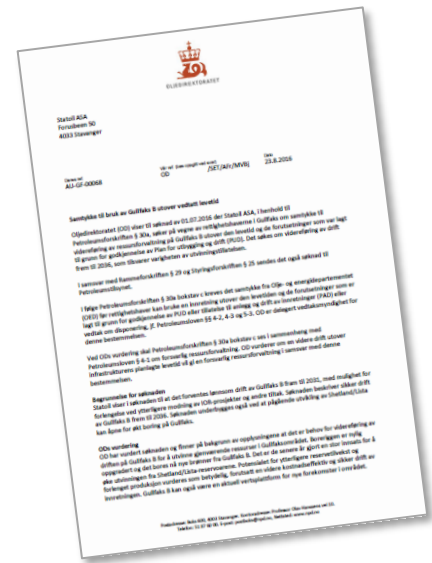 OLJEDIREKTORATET
Statoil ASA
Forusbeen 50
4033 Stavanger
Deres ref
AU-GF-00068
OD /SET/AFr/MVBj
Dato
23.8.2016
Samtykke til bruk av Gullfaks B utover vedtatt levetid
Oljedirektoratet (OD) viser til søknad av 01.07.2016 der Statoil ASA, i henhold til
Petroleumsforskriften § 30a, søker på vegne av rettighetshaverne i Gullfaks om samtykke til
videreføring av ressursforvaltning på Gullfaks B utover den levetid og de forutsetninger som var lagt
til grunn for godkjennelse av Plan for utbygging og drift (PUD). Det søkes om videreføring av drift
frem til 2036, som tilsvarer varigheten av utvinningstillatelsen.
I samsvar med Rammeforskriften § 29 og Styringsforskriften § 25 sendes det også søknad til
Petroleumstilsynet.
I følge Petroleumsforskriften § 30a bokstav c kreves det samtykke fra Olje- og energidepartementet
(OED) før rettighetshaver kan bruke en innretning utover den levetiden og de forutsetninger som er
lagt til grunn for godkjennelse av PUD eller tillatelse til anlegg og drift av innretninger (PAD) eller
vedtak om disponering, jf. Petroleumsloven §§ 4-2, 4-3 og 5-3. OED er delegert vedtaksmyndighet for
denne bestemmelsen.
Ved ODs vurdering skal Petroleumsforskriften § 30a bokstav c ses i sammenheng med
Petroleumsloven § 4-1 om forsvarlig ressursforvaltning. OD vurderer om en videre drift utover
infrastrukturens planlagte levetid vil gi en forsvarlig ressursforvaltning i samsvar med denne
bestemmelsen.
Begrunnelse for søknaden
Statoil viser i søknaden til at det forventes lønnsom drift av Gullfaks B frem til 2031, med mulighet for
forlengelse ved ytterligere modning av IOR-prosjekter og andre tiltak. Søknaden beskriver sikker drift
av Gullfaks B frem til 2036. Søknaden underbygges også ved at pågående utvikling av Shetland/Lista
kan åpne for økt boring på Gullfaks.
ODs vurdering
OD har vurdert søknaden og finner på bakgrunn av opplysningene at det er behov for videreføring av
driften på Gullfaks B for å utvinne gjenværende ressurser i Gullfaksområdet. Boreriggen er nylig
oppgradert og det bores nå nye brønner fra Gullfaks B. Det er de senere år gjort en stor innsats for å
øke utvinningen fra Shetland/Lista-reservoarene. Potensialet for ytterligere reservetilvekst og
forlenget produksjon vurderes som betydelig, forutsatt en videre kostnadseffektiv og sikker drift av
innretningen. Gullfaks B kan også være en aktuell vertsplattform for nye forekomster i området.